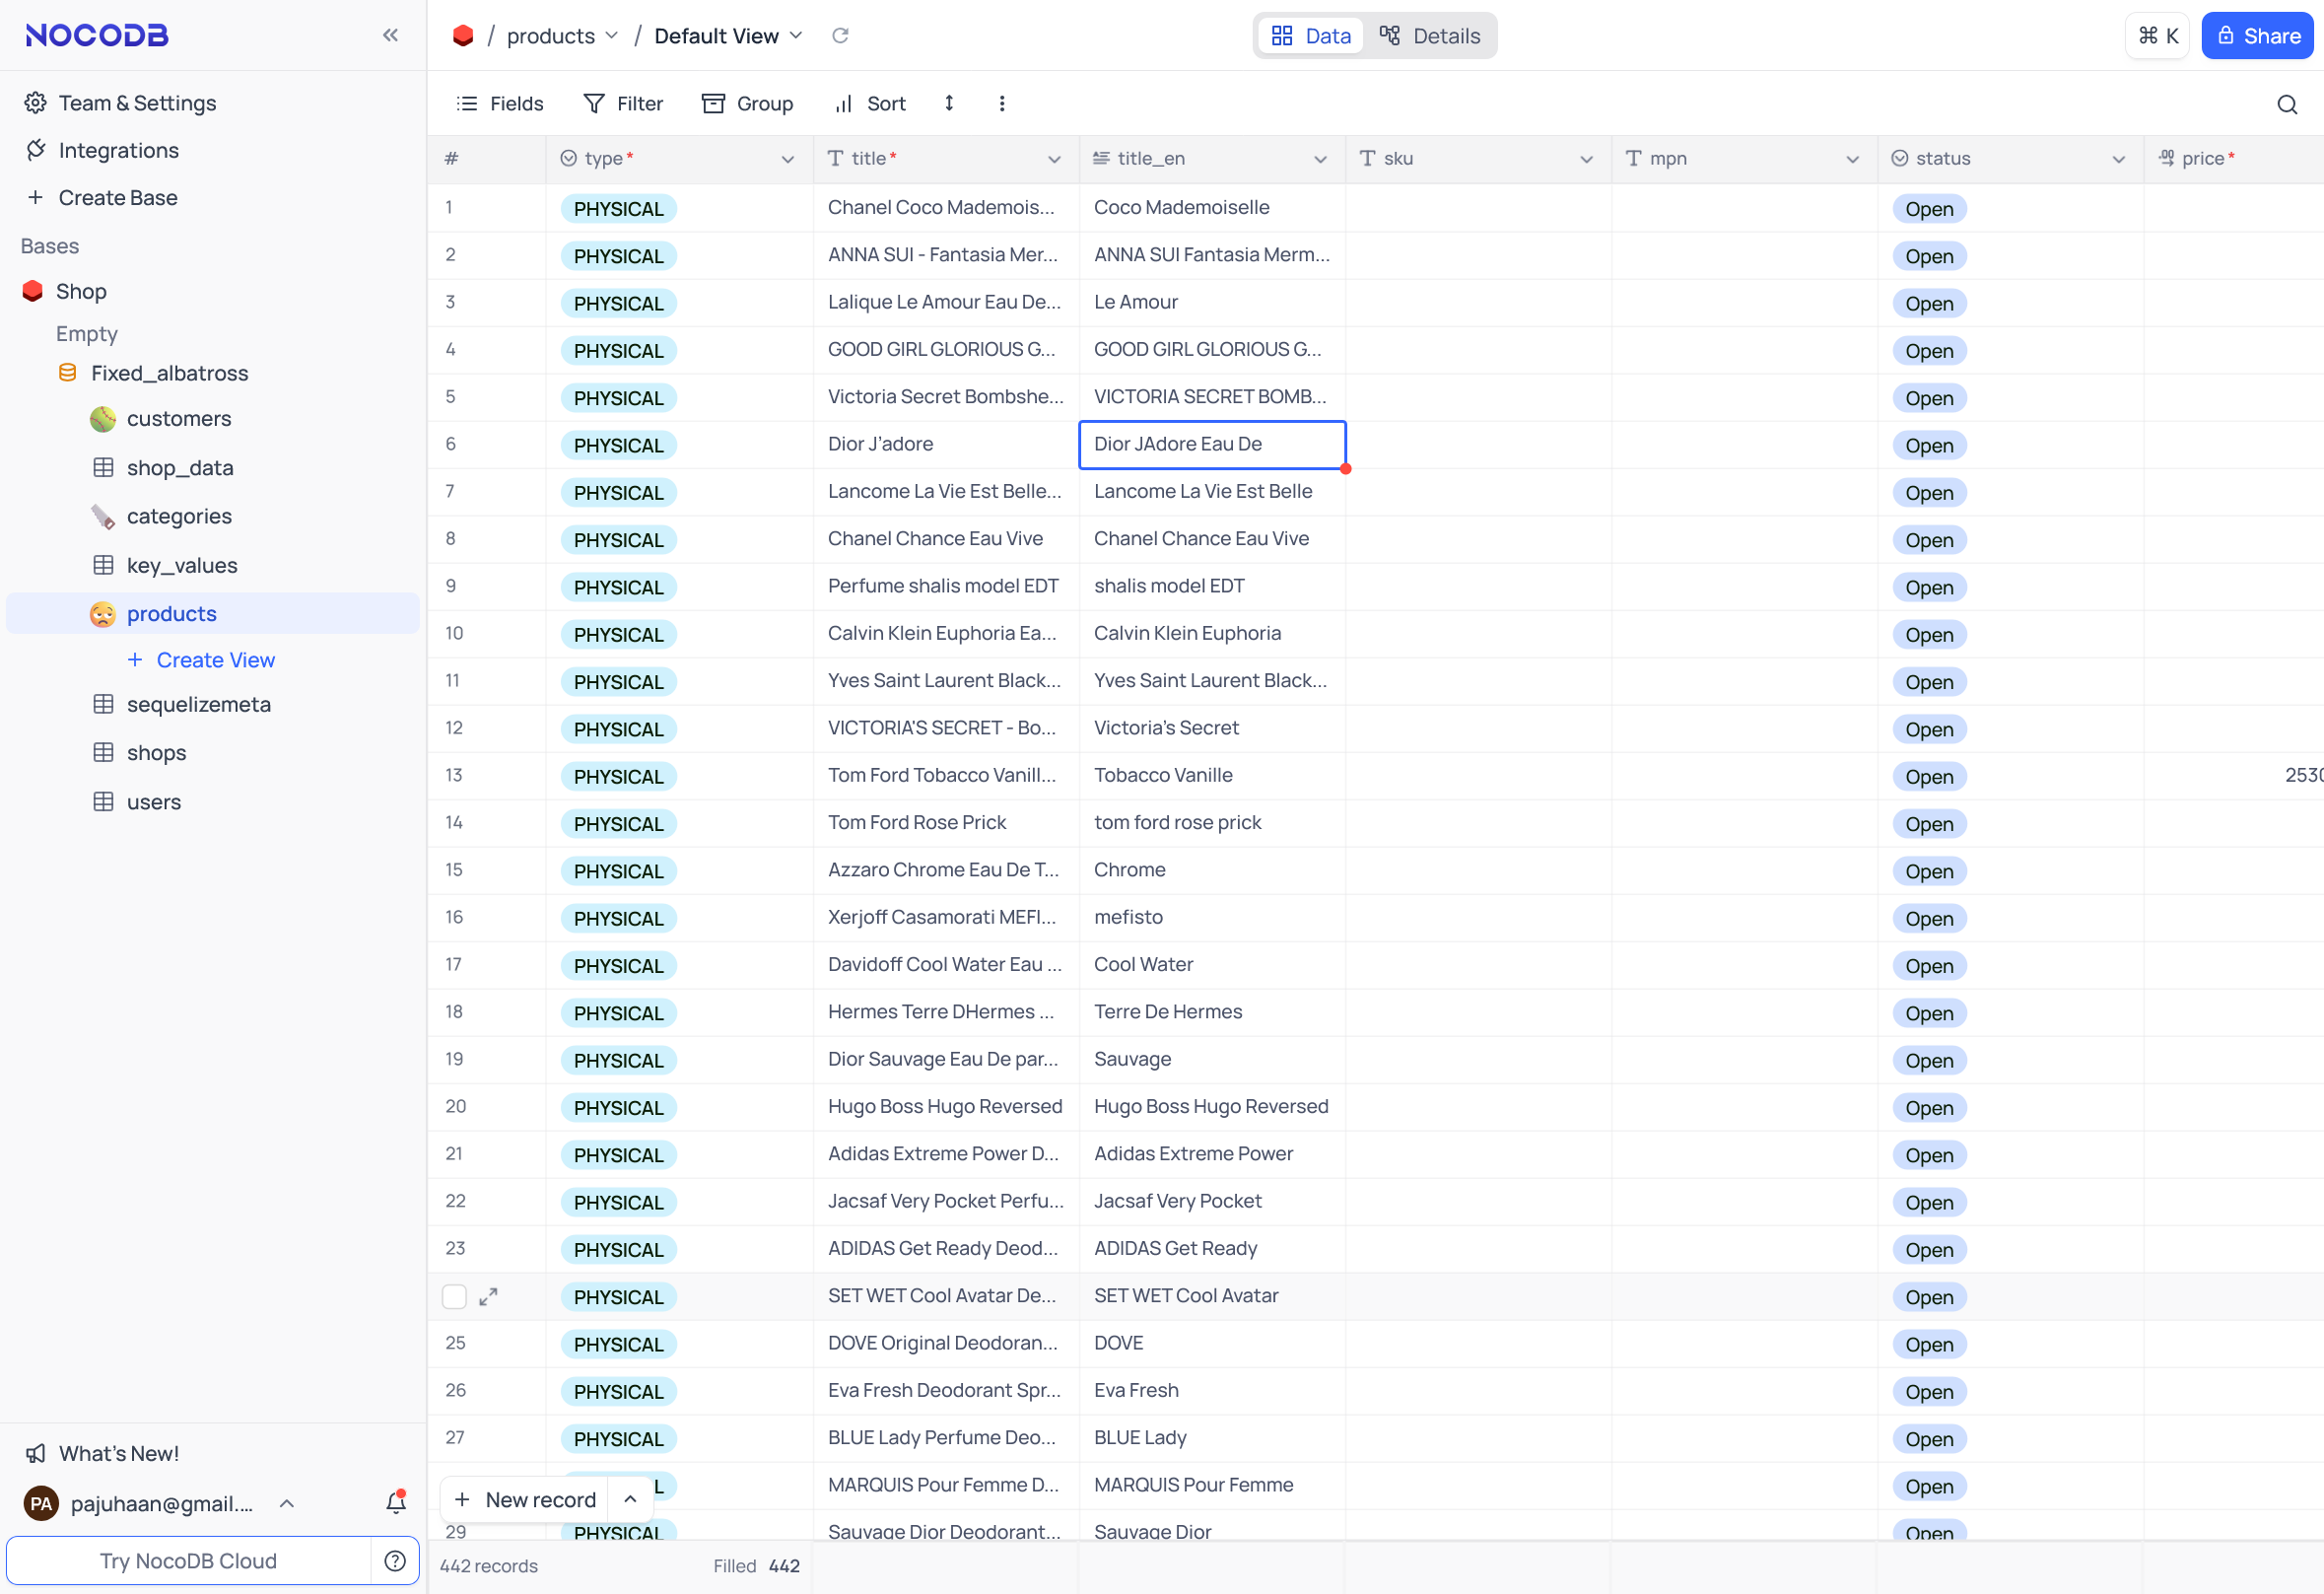 NOCODB
Team & Settings
Integrations
Create Base
Bases
Shop
Empty
Fixed_albatross
customers
shop_data
categories
key_values
products
Create View
sequelizemeta
shops
users
What's New!
PA pajuhaan@gmail....
Try NocoDB Cloud
/ products / Default View
Data Details
⌘ K
Share
Fields Filter Group Sort
# type* title* title_en sku mpn status price*
1 PHYSICAL Chanel Coco Mademois... Coco Mademoiselle Open
2 PHYSICAL ANNA SUI - Fantasia Mer... ANNA SUI Fantasia Merm... Open
3 PHYSICAL Lalique Le Amour Eau De... Le Amour Open
4 PHYSICAL GOOD GIRL GLORIOUS G... GOOD GIRL GLORIOUS G... Open
5 PHYSICAL Victoria Secret Bombshe... VICTORIA SECRET BOMB... Open
6 PHYSICAL Dior J'adore Dior JAdore Eau De Open
7 PHYSICAL Lancome La Vie Est Belle... Lancome La Vie Est Belle Open
8 PHYSICAL Chanel Chance Eau Vive Chanel Chance Eau Vive Open
9 PHYSICAL Perfume shalis model EDT shalis model EDT Open
10 PHYSICAL Calvin Klein Euphoria Ea... Calvin Klein Euphoria Open
11 PHYSICAL Yves Saint Laurent Black... Yves Saint Laurent Black... Open
12 PHYSICAL VICTORIA'S SECRET - Bo... Victoria's Secret Open
13 PHYSICAL Tom Ford Tobacco Vanill... Tobacco Vanille Open 2530
14 PHYSICAL Tom Ford Rose Prick tom ford rose prick Open
15 PHYSICAL Azzaro Chrome Eau De T... Chrome Open
16 PHYSICAL Xerjoff Casamorati MEFI... mefisto Open
17 PHYSICAL Davidoff Cool Water Eau ... Cool Water Open
18 PHYSICAL Hermes Terre DHermes ... Terre De Hermes Open
19 PHYSICAL Dior Sauvage Eau De par... Sauvage Open
20 PHYSICAL Hugo Boss Hugo Reversed Hugo Boss Hugo Reversed Open
21 PHYSICAL Adidas Extreme Power D... Adidas Extreme Power Open
22 PHYSICAL Jacsaf Very Pocket Perfu... Jacsaf Very Pocket Open
23 PHYSICAL ADIDAS Get Ready Deod... ADIDAS Get Ready Open
PHYSICAL SET WET Cool Avatar De... SET WET Cool Avatar Open
25 PHYSICAL DOVE Original Deodoran... DOVE Open
26 PHYSICAL Eva Fresh Deodorant Spr... Eva Fresh Open
27 PHYSICAL BLUE Lady Perfume Deo... BLUE Lady Open
L MARQUIS Pour Femme D... MARQUIS Pour Femme Open
New record
29 PHYSICAL Sauvage Dior Deodorant... Sauvage Dior Open
442 records Filled 442